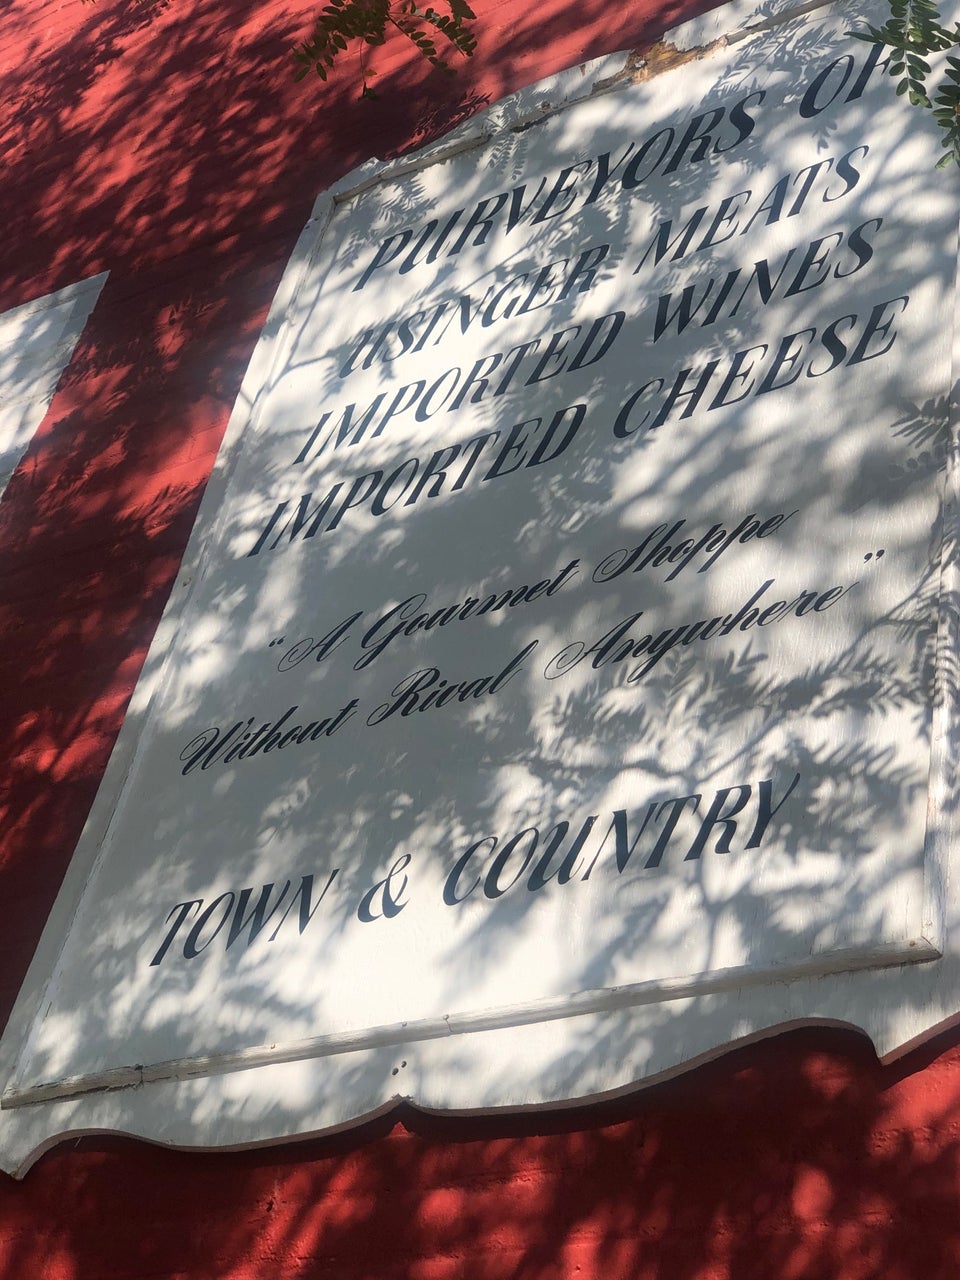 PURVEYORS OF
USINGER MEATS
IMPORTED WINES
IMPORTED CHEESE
“A Gourmet Shoppe
Without Rival Anywhere”
TOWN & COUNTRY